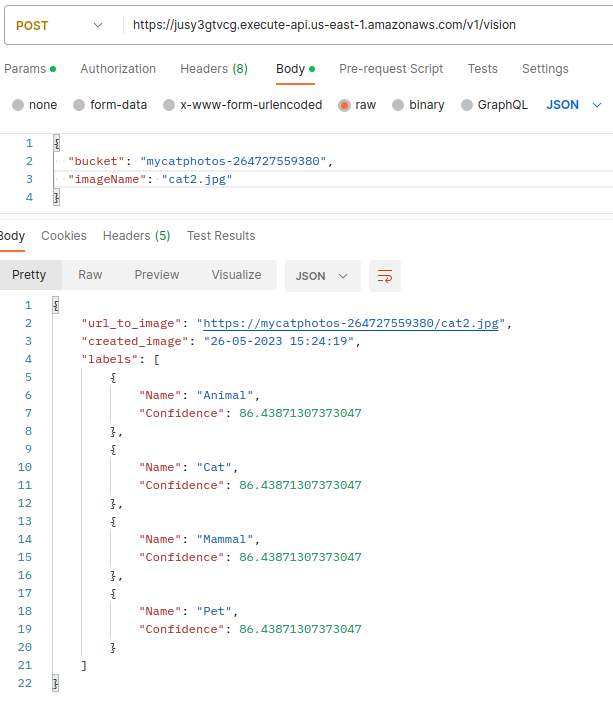 POST https://jusy3gtvcg.execute-api.us-east-1.amazonaws.com/v1/vision
Params Authorization Headers (8) Body Pre-request Script Tests Settings
none form-data x-www-form-urlencoded raw binary GraphQL JSON
1 {
2 "bucket": "mycatphotos-264727559380",
3 "imageName": "cat2.jpg"
4 }
Body Cookies Headers (5) Test Results
Pretty Raw Preview Visualize JSON
1 {
2 "url_to_image": "https://mycatphotos-264727559380/cat2.jpg",
3 "created_image": "26-05-2023 15:24:19",
4 "labels": [
5 {
6 "Name": "Animal",
7 "Confidence": 86.43871307373047
8 },
9 {
10 "Name": "Cat",
11 "Confidence": 86.43871307373047
12 },
13 {
14 "Name": "Mammal",
15 "Confidence": 86.43871307373047
16 },
17 {
18 "Name": "Pet",
19 "Confidence": 86.43871307373047
20 }
21 ]
22 }